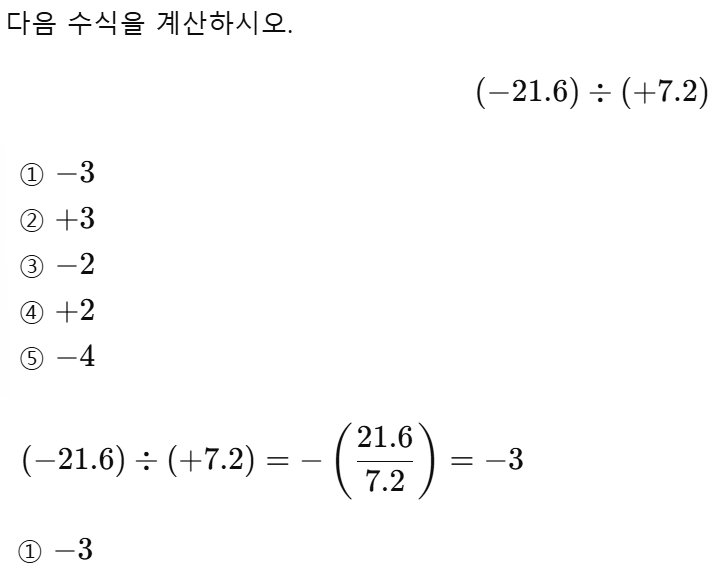 다음 수식을 계산하시오.
(−21.6) ÷ (+7.2)
① −3
② +3
③ −2
④ +2
⑤ −4
(−21.6) ÷ (+7.2) = −(21.6/7.2) = −3
① −3